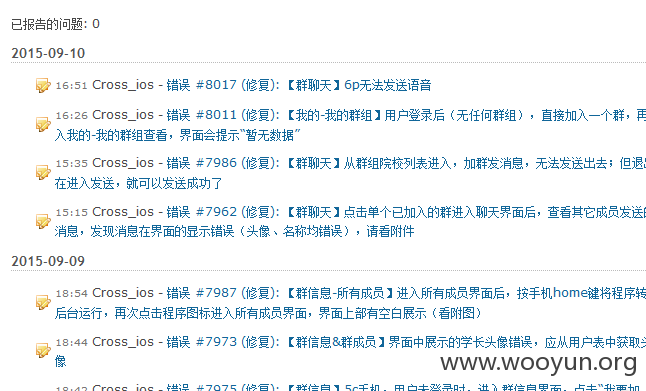 已报告的问题: 0
2015-09-10
16:51 Cross_ios - 错误 #8017 (修复): 【群聊天】6p无法发送语音
16:26 Cross_ios - 错误 #8011 (修复): 【我的-我的群组】用户登录后（无任何群组），直接加入一个群，再
入我的-我的群组查看，界面会提示“暂无数据”
15:35 Cross_ios - 错误 #7986 (修复): 【群聊天】从群组院校列表进入，加群发消息，无法发送出去；但退出
在进入发送，就可以发送成功了
15:15 Cross_ios - 错误 #7962 (修复): 【群聊天】点击单个已加入的群进入聊天界面后，查看其它成员发送的
消息，发现消息在界面的显示错误（头像、名称均错误），请看附件
2015-09-09
18:54 Cross_ios - 错误 #7987 (修复): 【群信息-所有成员】进入所有成员界面后，按手机home键将程序转
后台运行，再次点击程序图标进入所有成员界面，界面上部有空白展示（看附图）
18:44 Cross_ios - 错误 #7973 (修复): 【群信息&群成员】界面中展示的学长头像错误，应从用户表中获取头
像
www.wooyun.org
18:42 Cross_ios - 错误 #7975 (修复): 【群信息】5c手机，用户未登录时，进入群信息界面，点击“我要加